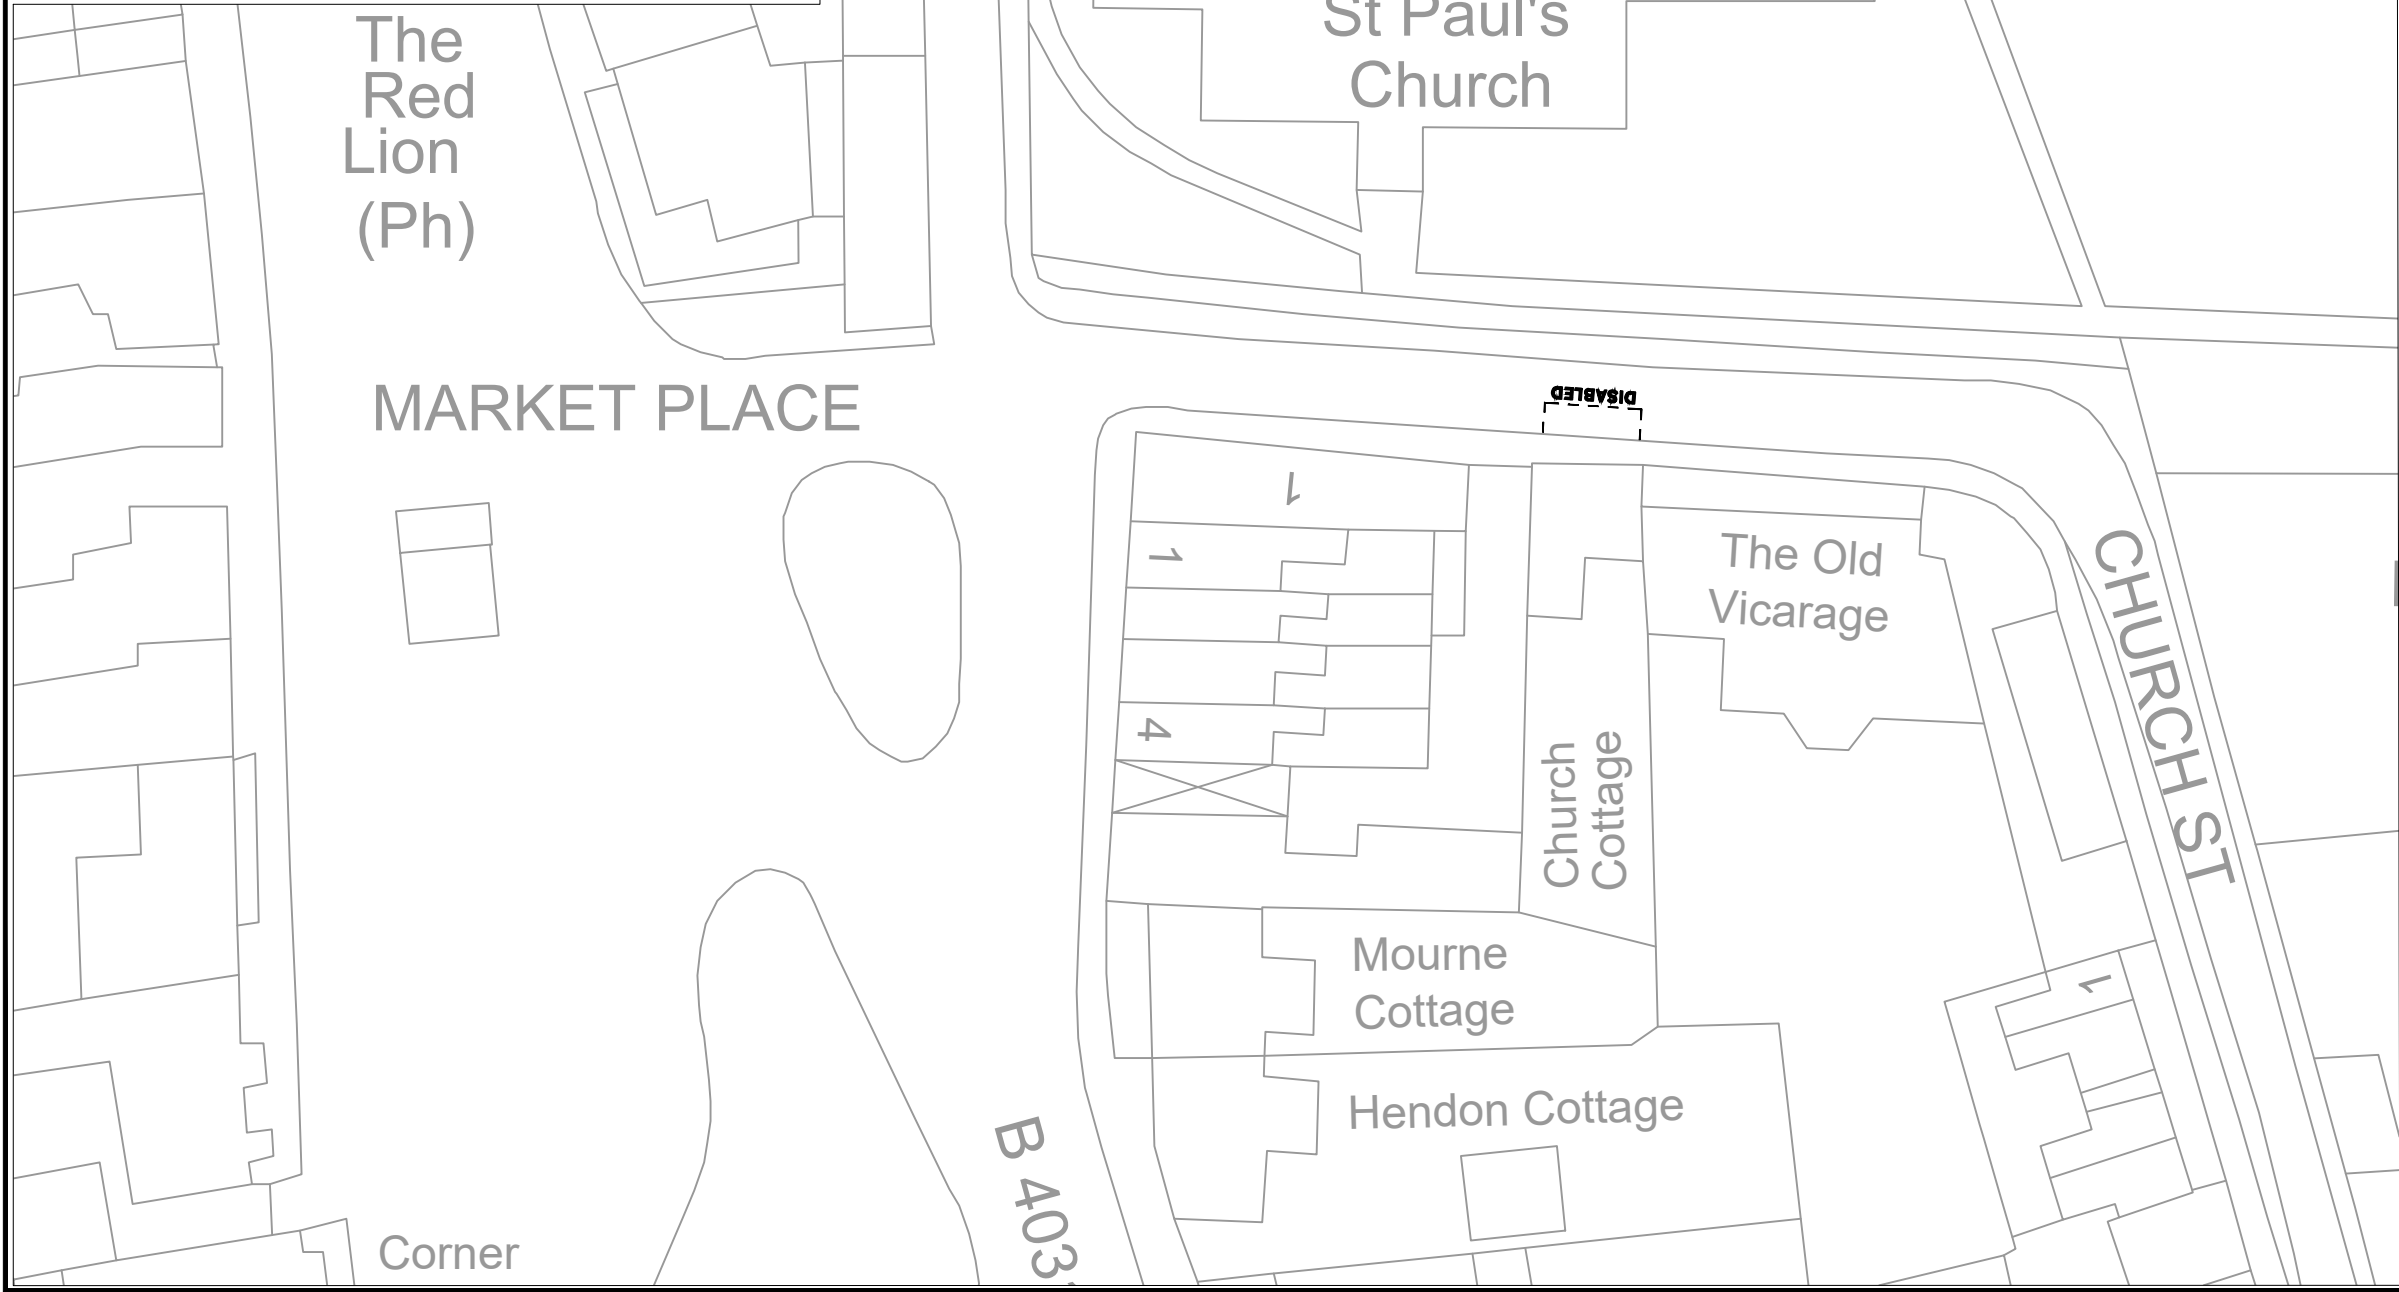 The
Red
Lion
(Ph)
St Paul's
Church
MARKET PLACE
DISABLED
1
1
4
The Old
Vicarage
CHURCH ST
Church
Cottage
Mourne
Cottage
1
Hendon Cottage
B 403
Corner